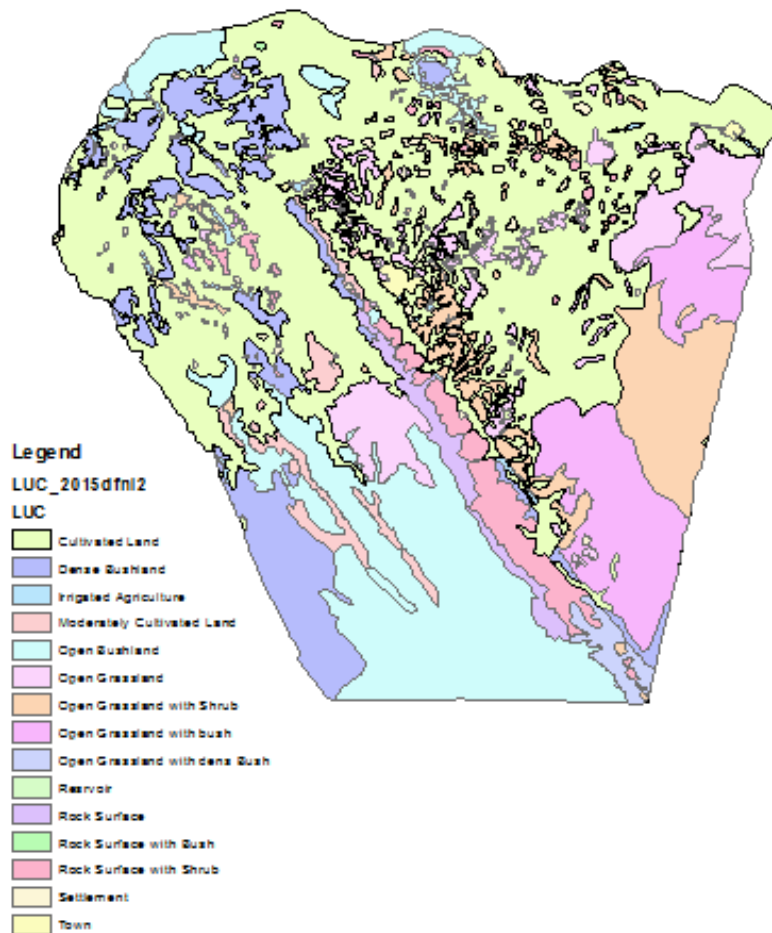 Legend
LUC_2015dfnl2
LUC
Cultivated Land
Dense Bushland
Irrigated Agriculture
Moderately Cultivated Land
Open Bushland
Open Grassland
Open Grassland with Shrub
Open Grassland with bush
Open Grassland with dens Bush
Resrvoir
Rock Surface
Rock Surface with Bush
Rock Surface with Shrub
Settlement
Town